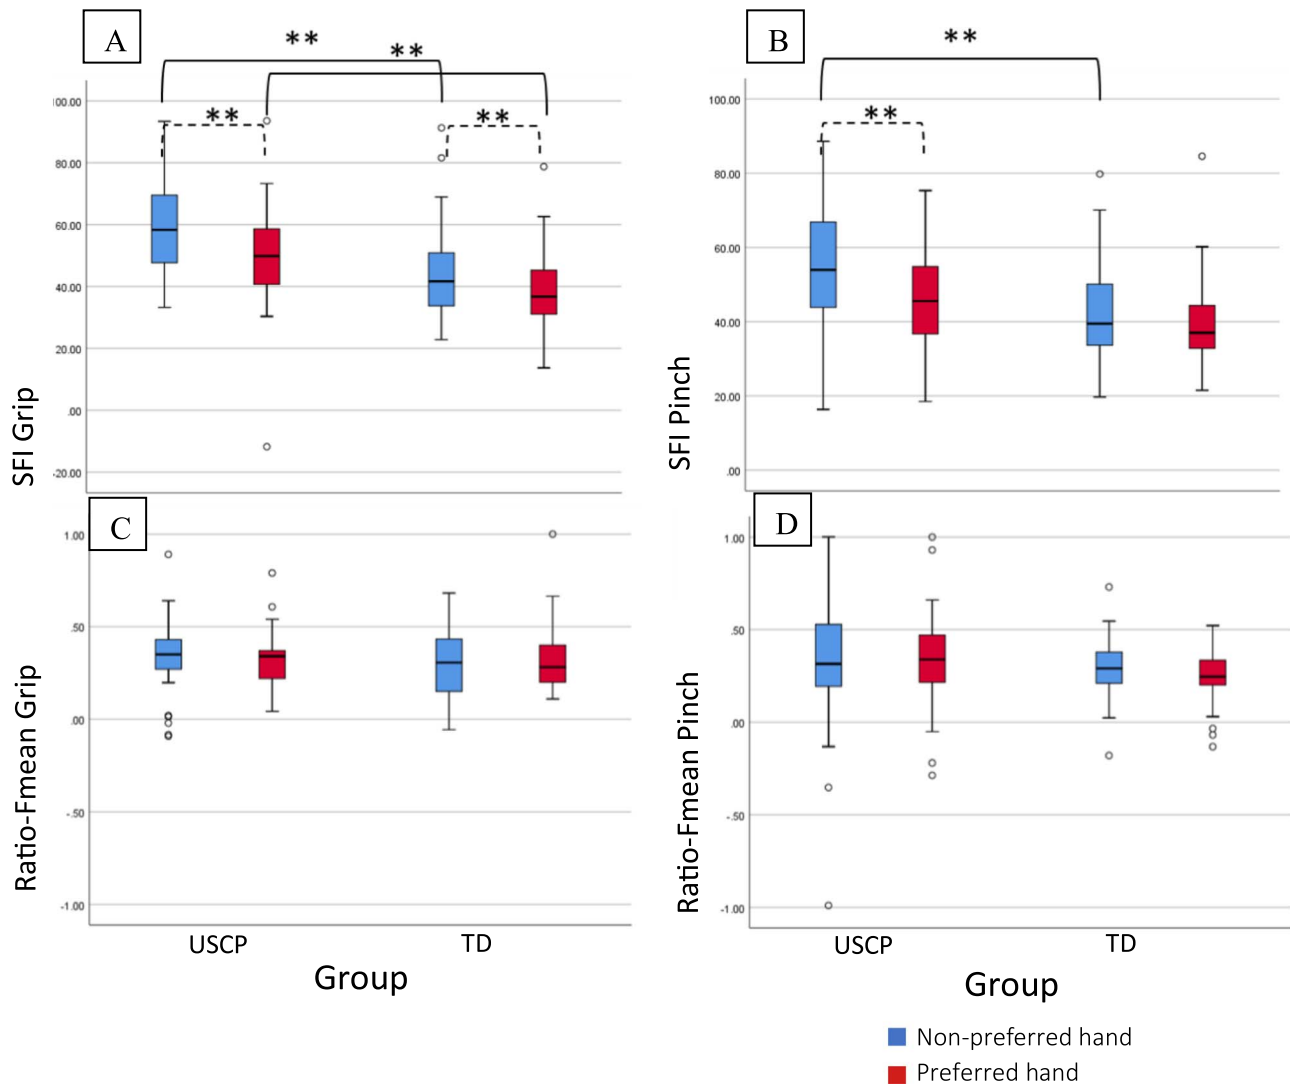 A
B
** **
**
** **
**
100.00
80.00
60.00
40.00
20.00
.00
-20.00
SFI Grip
100.00
80.00
60.00
40.00
20.00
.00
SFI Pinch
C
D
1.00
.50
.00
-.50
-1.00
Ratio-Fmean Grip
1.00
.50
.00
-.50
-1.00
Ratio-Fmean Pinch
USCP TD
Group
USCP TD
Group
Non-preferred hand
Preferred hand